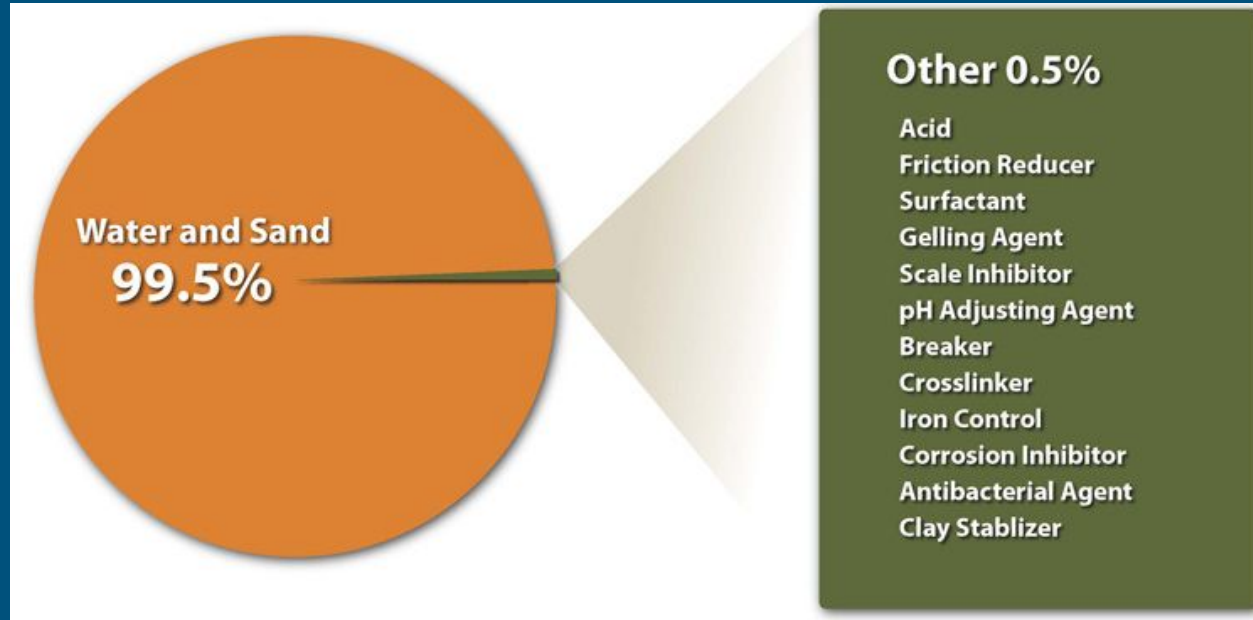 Water and Sand
99.5%
Other 0.5%
Acid
Friction Reducer
Surfactant
Gelling Agent
Scale Inhibitor
pH Adjusting Agent
Breaker
Crosslinker
Iron Control
Corrosion Inhibitor
Antibacterial Agent
Clay Stablizer